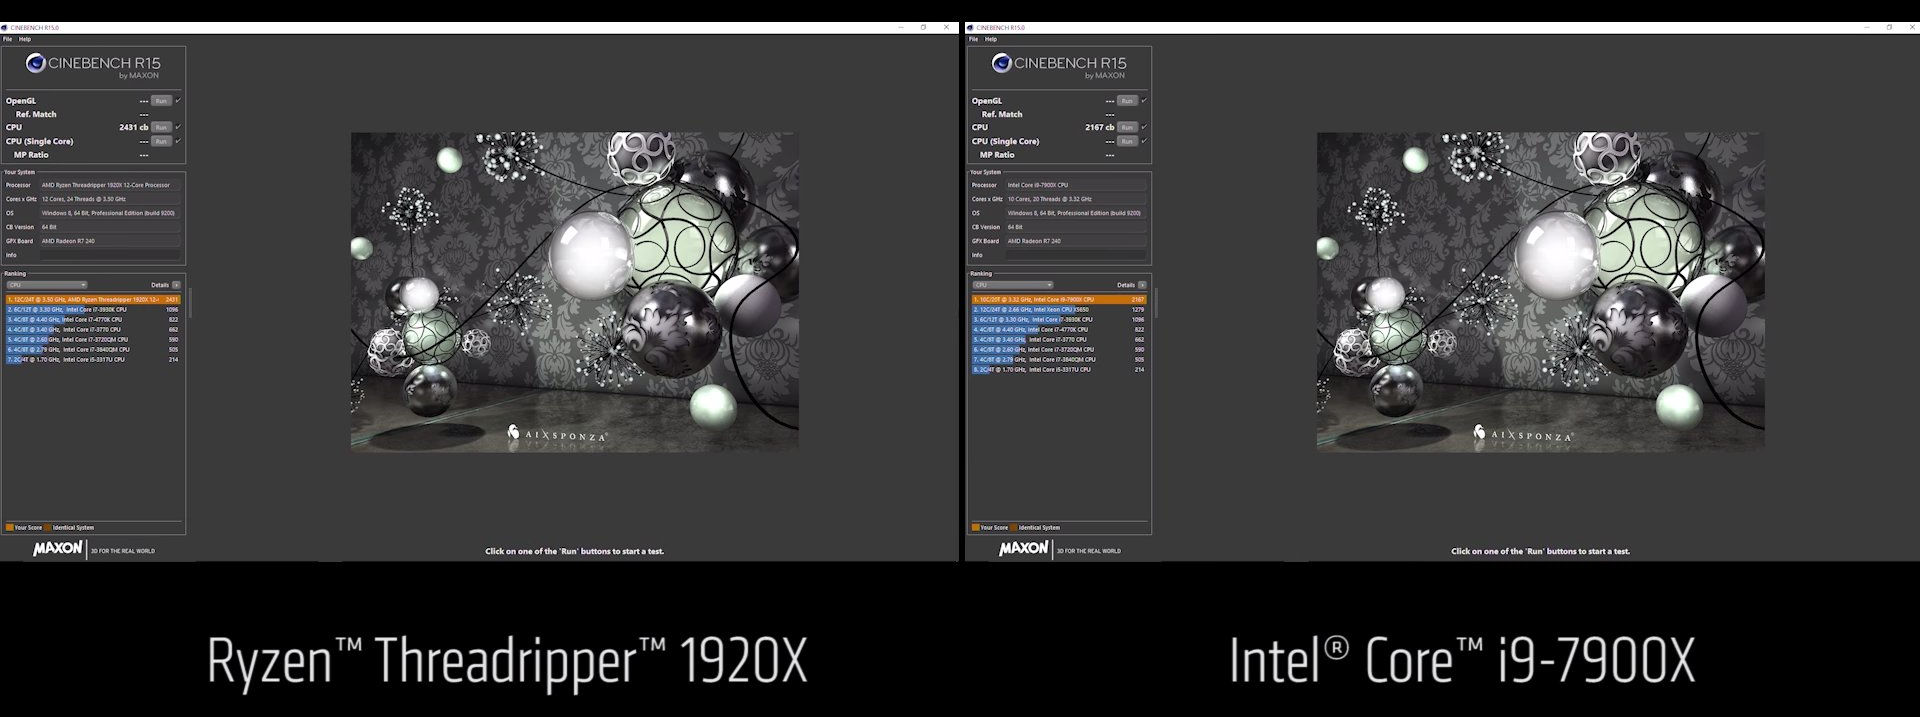 CINEBENCH R15.0
File Help
CINEBENCH R15
by MAXON
OpenGL --- Run
Ref. Match ---
CPU 2431 cb Run
CPU (Single Core) --- Run
MP Ratio ---
Your System
Processor AMD Ryzen Threadripper 1920X 12-Core Processor
Cores x GHz 12 Cores, 24 Threads @ 3.50 GHz
OS Windows 8, 64 Bit, Professional Edition (build 9200)
CB Version 64 Bit
GFX Board AMD Radeon R7 240
Info
Ranking
CPU Details
1. 12C/24T @ 3.50 GHz, AMD Ryzen Threadripper 1920X 12- 2431
2. 6C/12T @ 3.30 GHz, Intel Core i7-3930K CPU 1096
3. 4C/8T @ 4.40 GHz, Intel Core i7-4770K CPU 822
4. 4C/8T @ 3.40 GHz, Intel Core i7-3770 CPU 662
5. 4C/8T @ 2.60 GHz, Intel Core i7-3720QM CPU 590
6. 4C/8T @ 2.79 GHz, Intel Core i7-3840QM CPU 505
7. 2C/4T @ 1.70 GHz, Intel Core i5-3317U CPU 214
Your Score Identical System
MAXON 3D FOR THE REAL WORLD
AIXSPONZA
Click on one of the 'Run' buttons to start a test.
Ryzen™ Threadripper™ 1920X
CINEBENCH R15.0
File Help
CINEBENCH R15
by MAXON
OpenGL --- Run
Ref. Match ---
CPU 2167 cb Run
CPU (Single Core) --- Run
MP Ratio ---
Your System
Processor Intel Core i9-7900X CPU
Cores x GHz 10 Cores, 20 Threads @ 3.32 GHz
OS Windows 8, 64 Bit, Professional Edition (build 9200)
CB Version 64 Bit
GFX Board AMD Radeon R7 240
Info
Ranking
CPU Details
1. 10C/20T @ 3.32 GHz, Intel Core i9-7900X CPU 2167
2. 12C/24T @ 2.66 GHz, Intel Xeon CPU X5650 1279
3. 6C/12T @ 3.30 GHz, Intel Core i7-3930K CPU 1096
4. 4C/8T @ 4.40 GHz, Intel Core i7-4770K CPU 822
5. 4C/8T @ 3.40 GHz, Intel Core i7-3770 CPU 662
6. 4C/8T @ 2.60 GHz, Intel Core i7-3720QM CPU 590
7. 4C/8T @ 2.79 GHz, Intel Core i7-3840QM CPU 505
8. 2C/4T @ 1.70 GHz, Intel Core i5-3317U CPU 214
Your Score Identical System
MAXON 3D FOR THE REAL WORLD
AIXSPONZA
Click on one of the 'Run' buttons to start a test.
Intel® Core™ i9-7900X